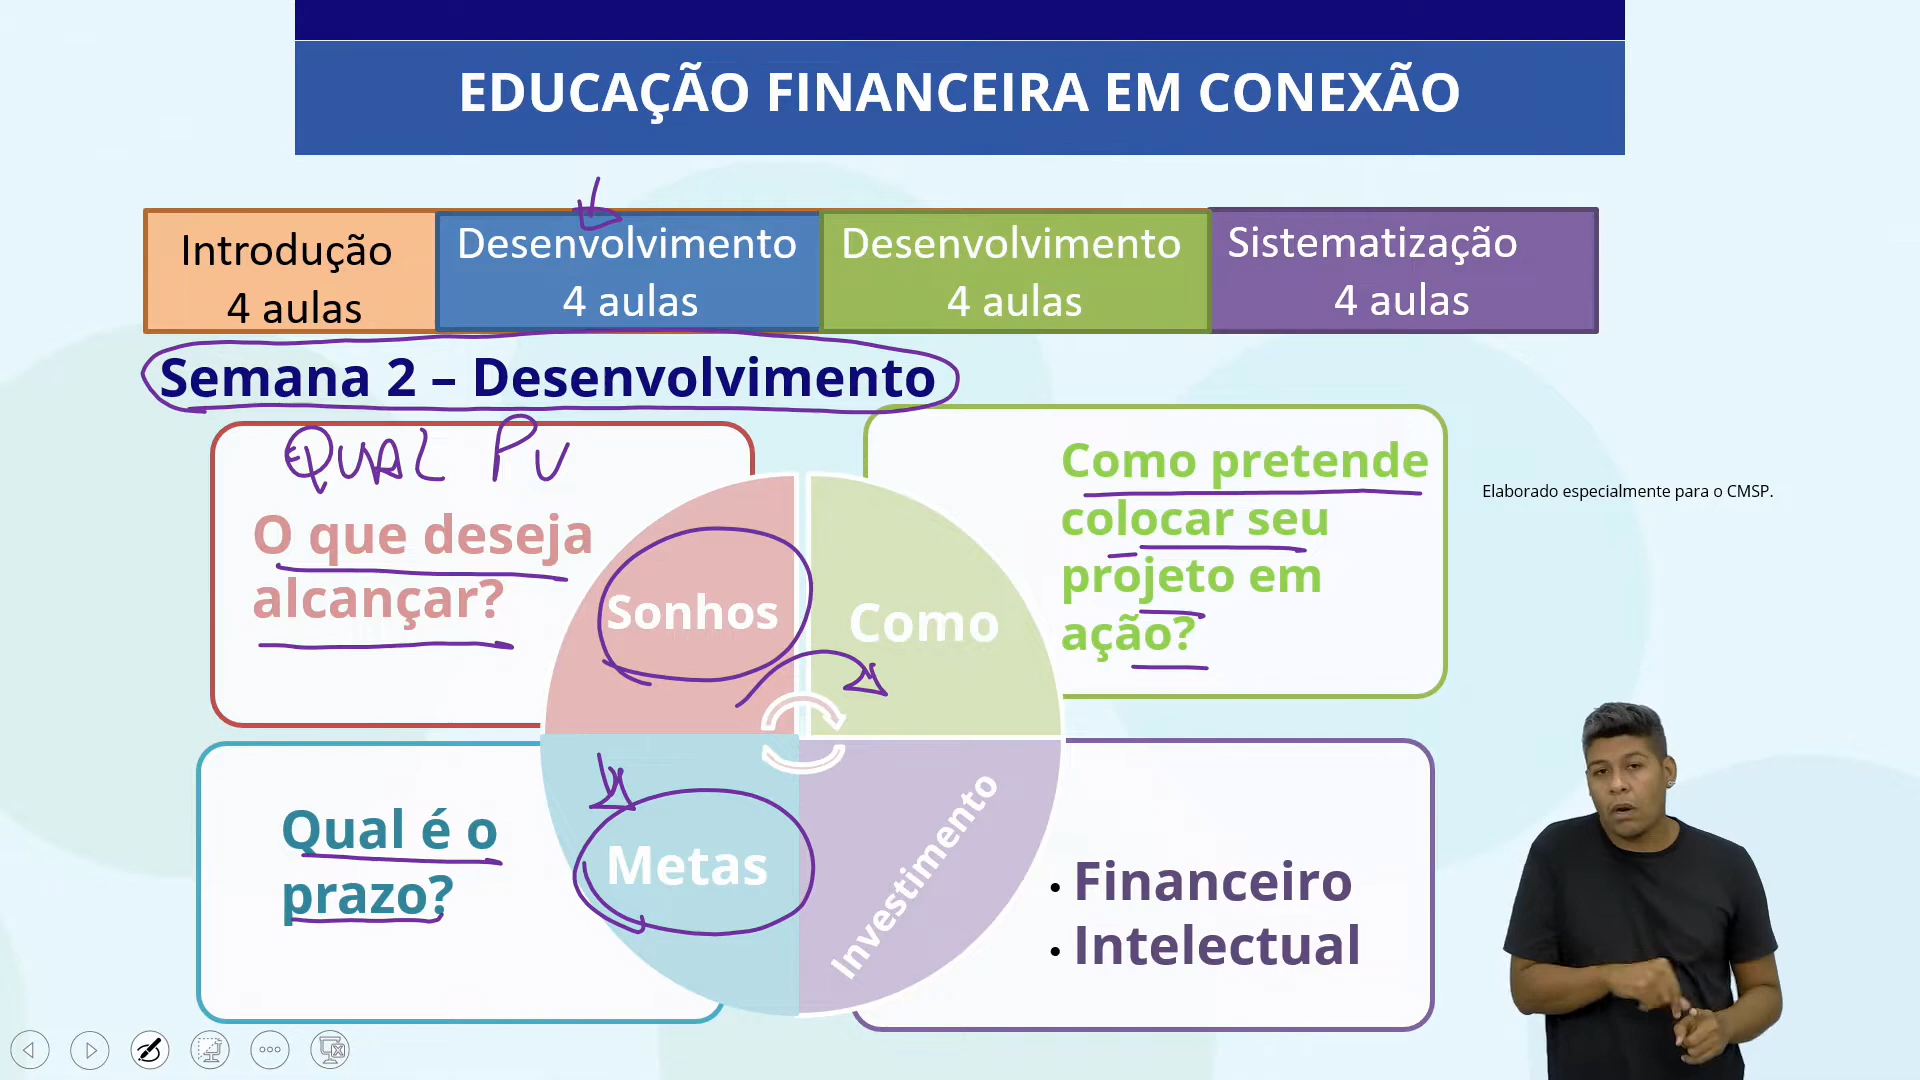 EDUCAÇÃO FINANCEIRA EM CONEXÃO
Introdução
4 aulas
Desenvolvimento
4 aulas
Desenvolvimento
4 aulas
Sistematização
4 aulas
Semana 2 – Desenvolvimento
QUAL PV
O que deseja
alcançar?
Sonhos
Como
Como pretende
colocar seu
projeto em
ação?
Elaborado especialmente para o CMSP.
Qual é o
prazo?
Metas
Investimento
• Financeiro
• Intelectual